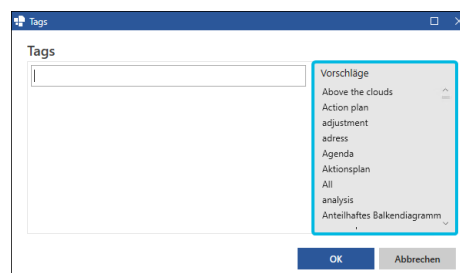 Tags
Tags
Vorschläge
Above the clouds
Action plan
adjustment
adress
Agenda
Aktionsplan
All
analysis
Anteilhaftes Balkendiagramm
OK
Abbrechen